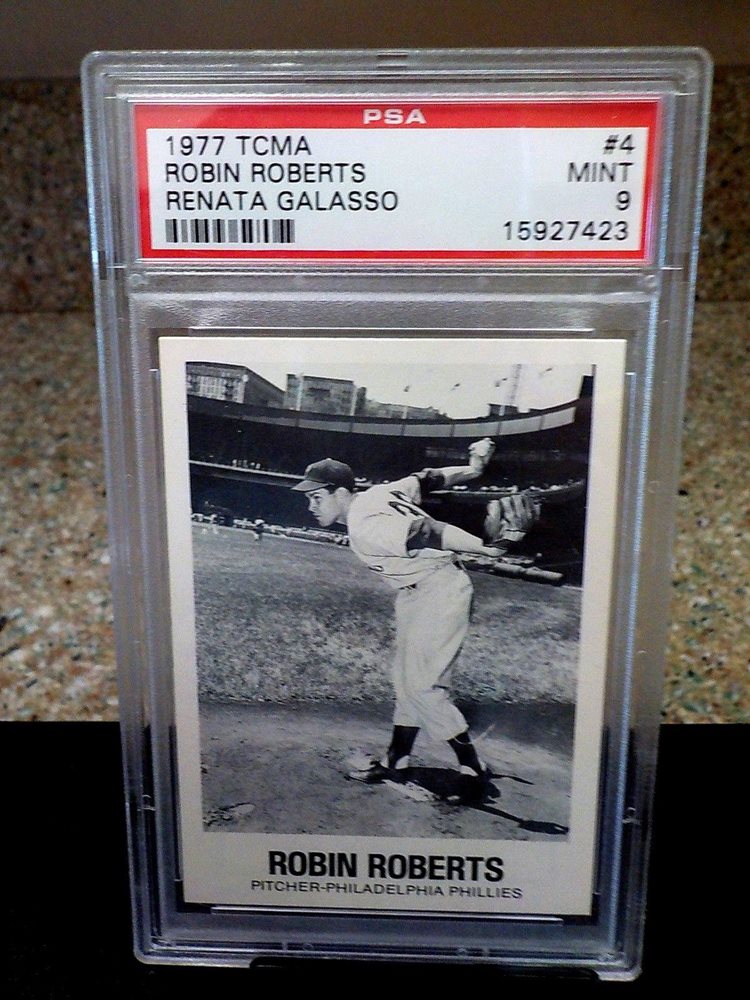 PSA
1977 TCMA #4
ROBIN ROBERTS MINT
RENATA GALASSO 9
15927423
ROBIN ROBERTS
PITCHER-PHILADELPHIA PHILLIES